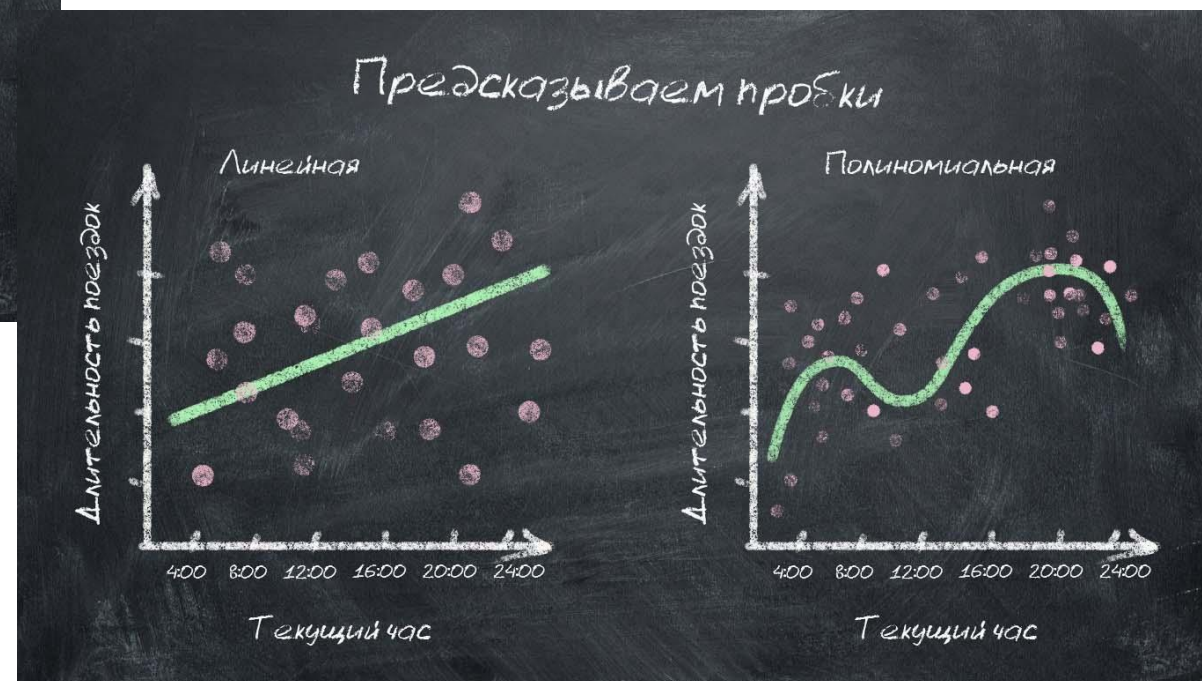 Предсказываем пробки
Линейная
Длительность поездок
4:00 8:00 12:00 16:00 20:00 24:00
Текущий час
Полиномиальная
Длительность поездок
4:00 8:00 12:00 16:00 20:00 24:00
Текущий час